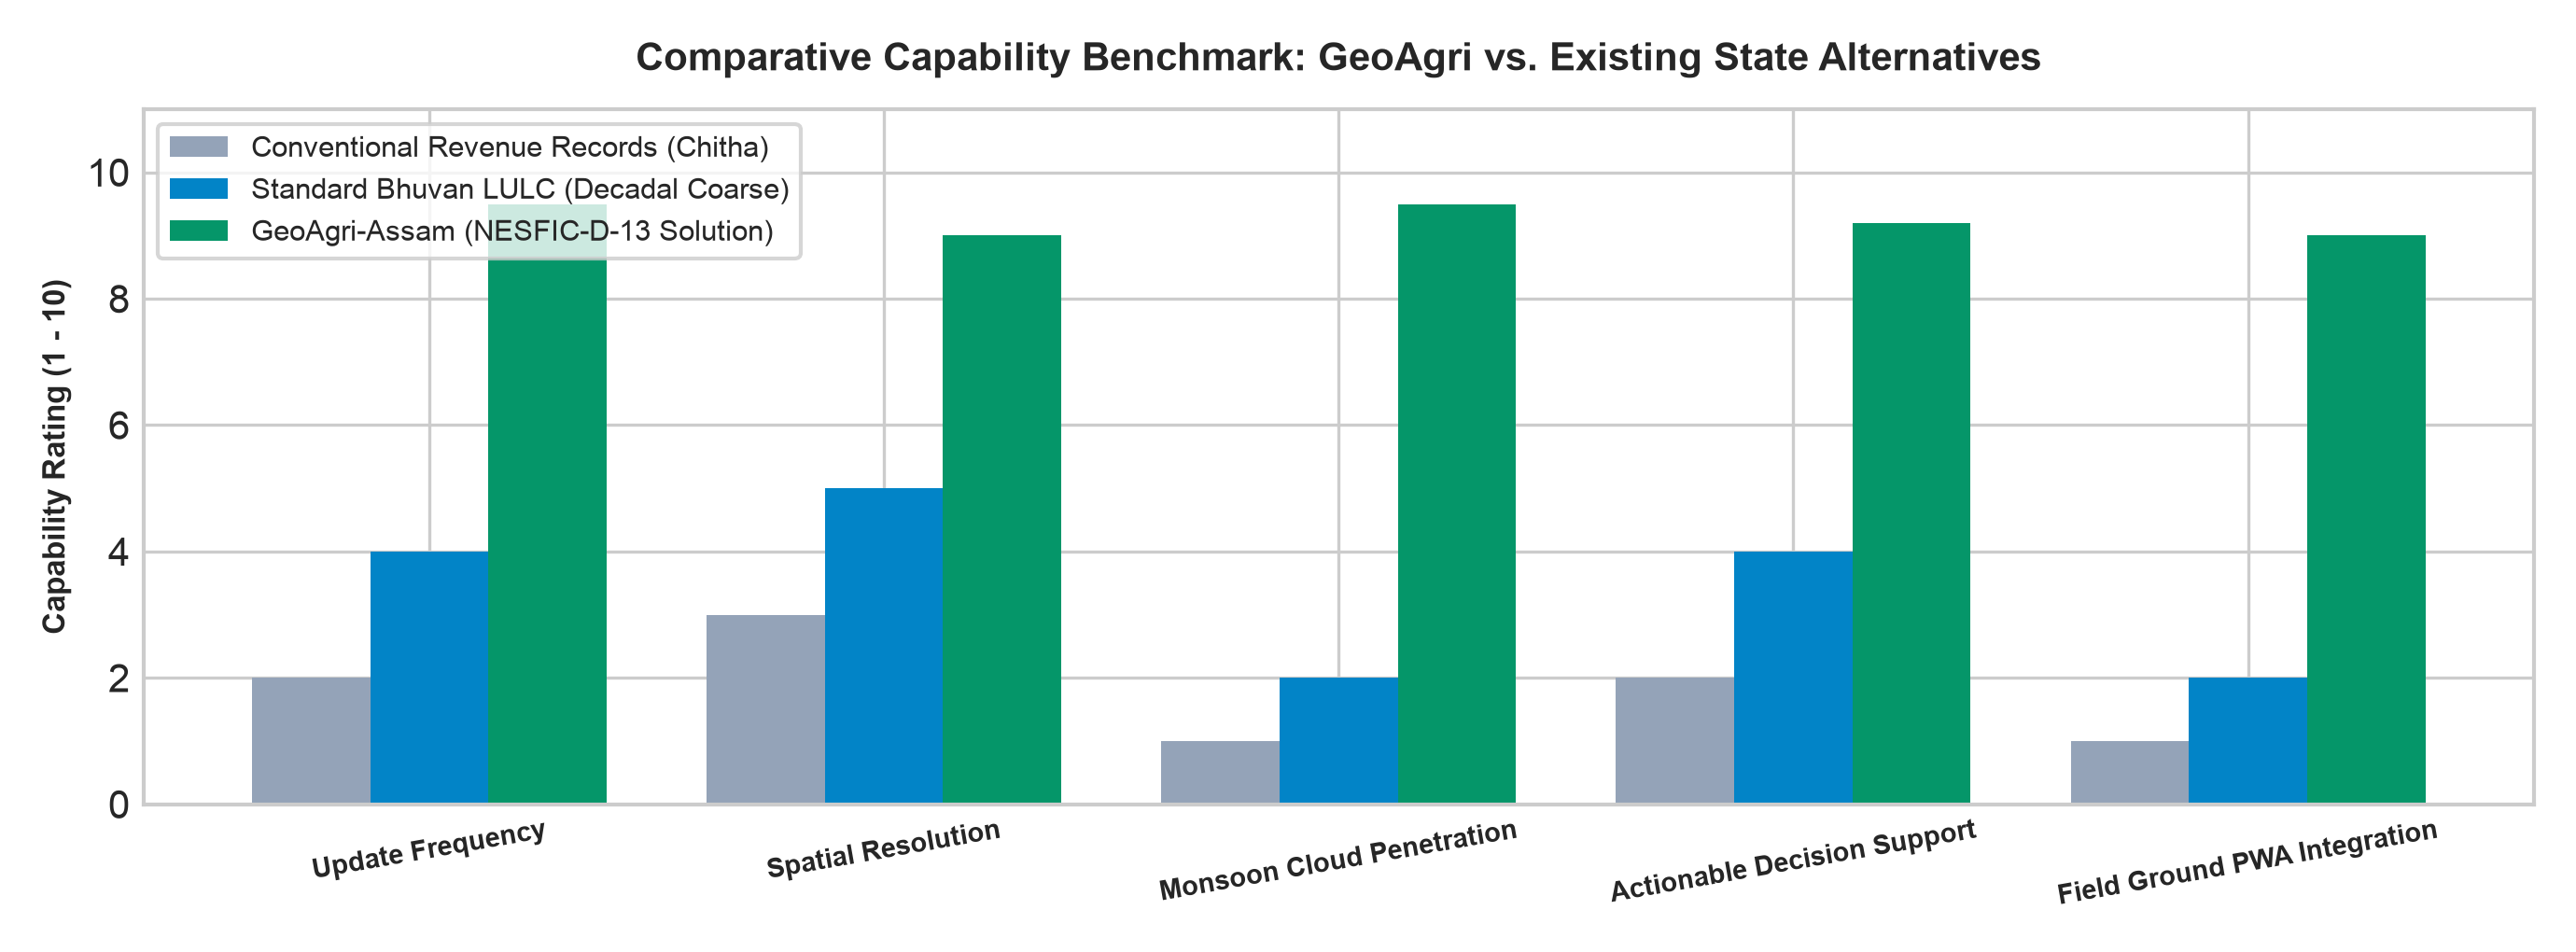 Comparative Capability Benchmark: GeoAgri vs. Existing State Alternatives
Conventional Revenue Records (Chitha)
Standard Bhuvan LULC (Decadal Coarse)
GeoAgri-Assam (NESFIC-D-13 Solution)
Capability Rating (1 - 10)
10
8
6
4
2
0
Update Frequency
Spatial Resolution
Monsoon Cloud Penetration
Actionable Decision Support
Field Ground PWA Integration